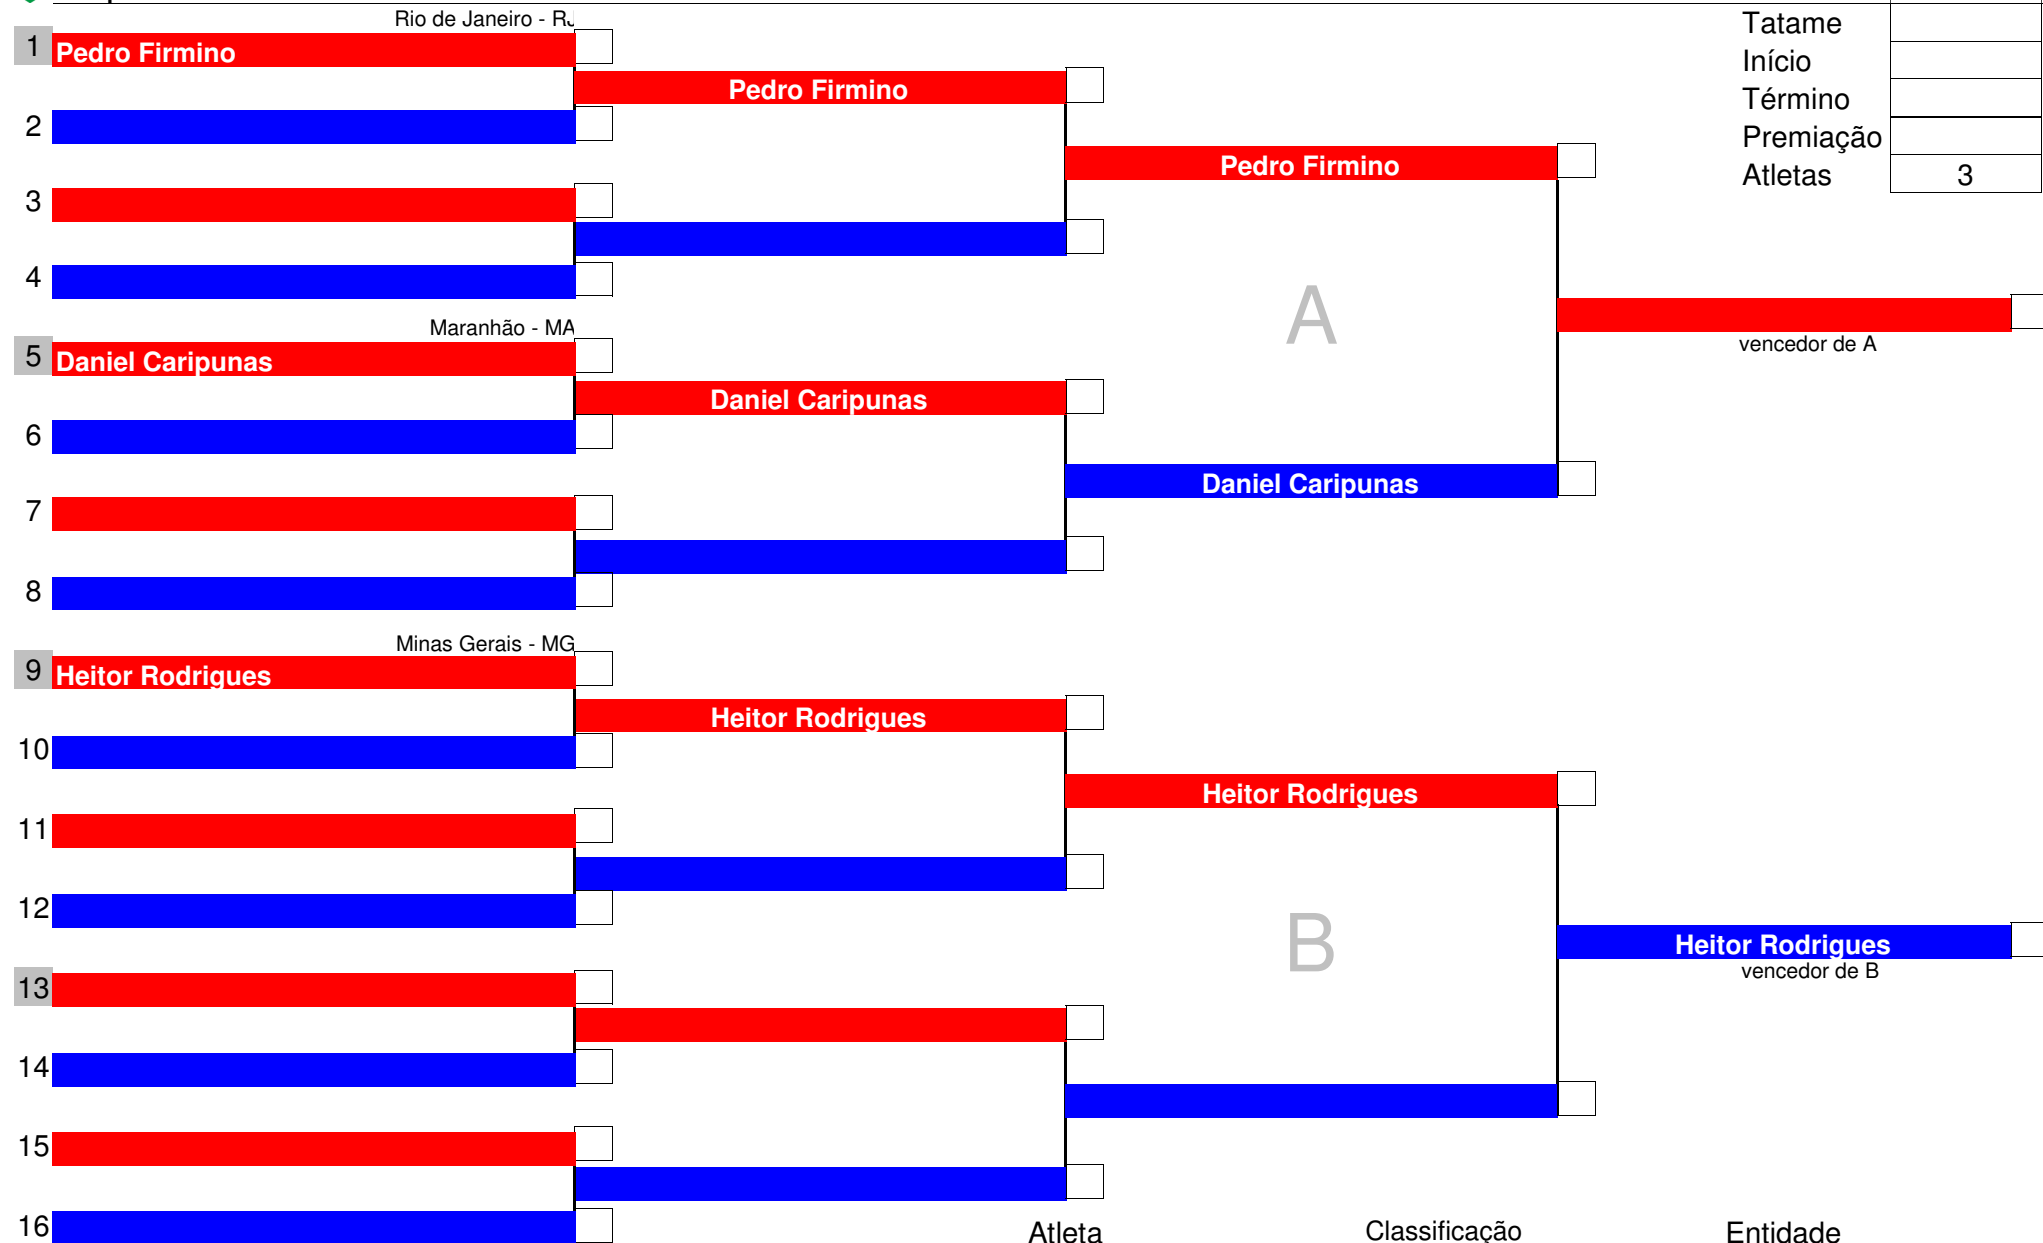 Rio de Janeiro - RJ
Tatame
1 Pedro Firmino
Início
Pedro Firmino
Término
2
Premiação
Pedro Firmino
Atletas 3
3
4
A
Maranhão - MA
vencedor de A
5 Daniel Caripunas
Daniel Caripunas
6
Daniel Caripunas
7
8
Minas Gerais - MG
9 Heitor Rodrigues
Heitor Rodrigues
10
Heitor Rodrigues
11
12
B
Heitor Rodrigues
vencedor de B
13
14
15
16
Atleta Classificação Entidade